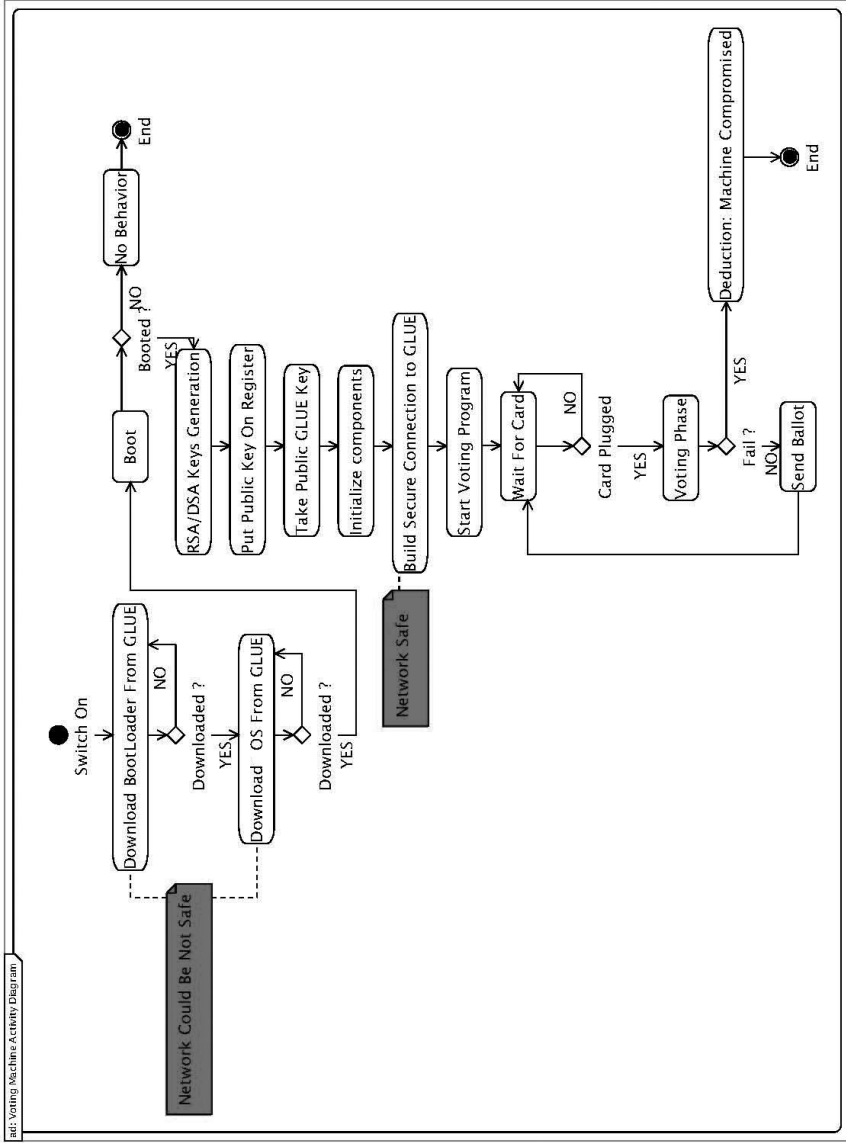 ad: Voting Machine Activity Diagram
Switch On
Download BootLoader From GLUE
NO
Downloaded ?
YES
Download OS From GLUE
NO
Downloaded ?
YES
Network Could Be Not Safe
Boot
Booted ?
NO
No Behavior
End
YES
RSA/DSA Keys Generation
Put Public Key On Register
Take Public GLUE Key
Initialize components
Build Secure Connection to GLUE
Network Safe
Start Voting Program
Wait For Card
NO
Card Plugged
YES
Voting Phase
Fail ?
YES
Deduction: Machine Compromised
End
NO
Send Ballot